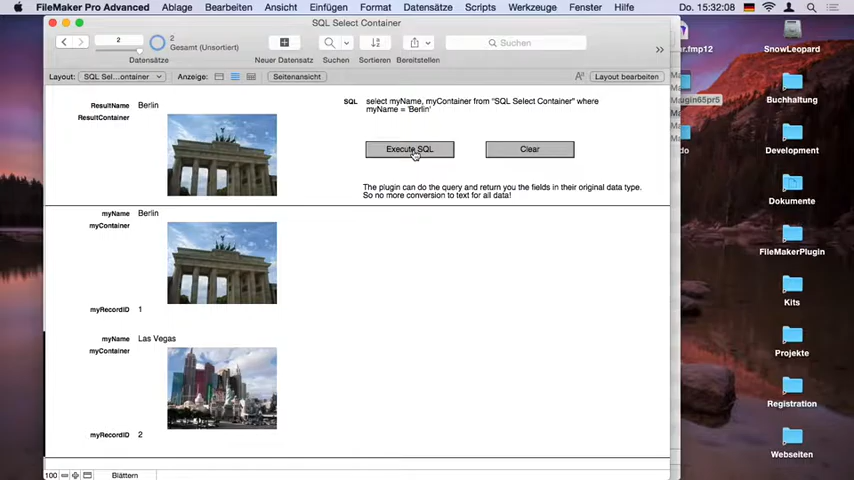 FileMaker Pro Advanced Ablage Bearbeiten Ansicht Einfügen Format Datensätze Scripts Werkzeuge Fenster Hilfe Do. 15:32:08
SQL Select Container
2
2
Gesamt (Unsortiert)
Suchen
Datensätze
Neuer Datensatz
Suchen
Sortieren
Bereitstellen
Layout: SQL Sel...ontainer
Anzeige:
Seitenansicht
Layout bearbeiten
ResultName Berlin
ResultContainer
SQL select myName, myContainer from "SQL Select Container" where
myName = 'Berlin'
Execute SQL
Clear
The plugin can do the query and return you the fields in their original data type.
So no more conversion to text for all data!
myName Berlin
myContainer
myRecordID 1
myName Las Vegas
myContainer
myRecordID 2
100
Blättern
ar.fmp12
SnowLeopard
Buchhaltung
Development
Dokumente
FileMakerPlugin
Kits
Projekte
Registration
Webseiten